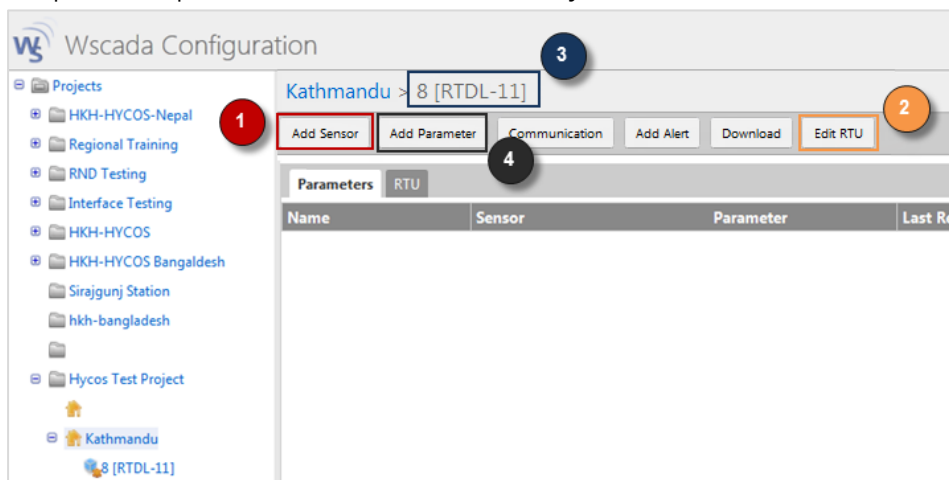 Wscada Configuration
3
Projects
Kathmandu > 8 [RTDL-11]
HKH-HYCOS-Nepal
1
2
Regional Training
Add Sensor
Add Parameter
Communication
Add Alert
Download
Edit RTU
4
RND Testing
Parameters
RTU
Interface Testing
Name
Sensor
Parameter
Last Re
HKH-HYCOS
HKH-HYCOS Bangaldesh
Sirajgunj Station
hkh-bangladesh
Hycos Test Project
Kathmandu
8 [RTDL-11]